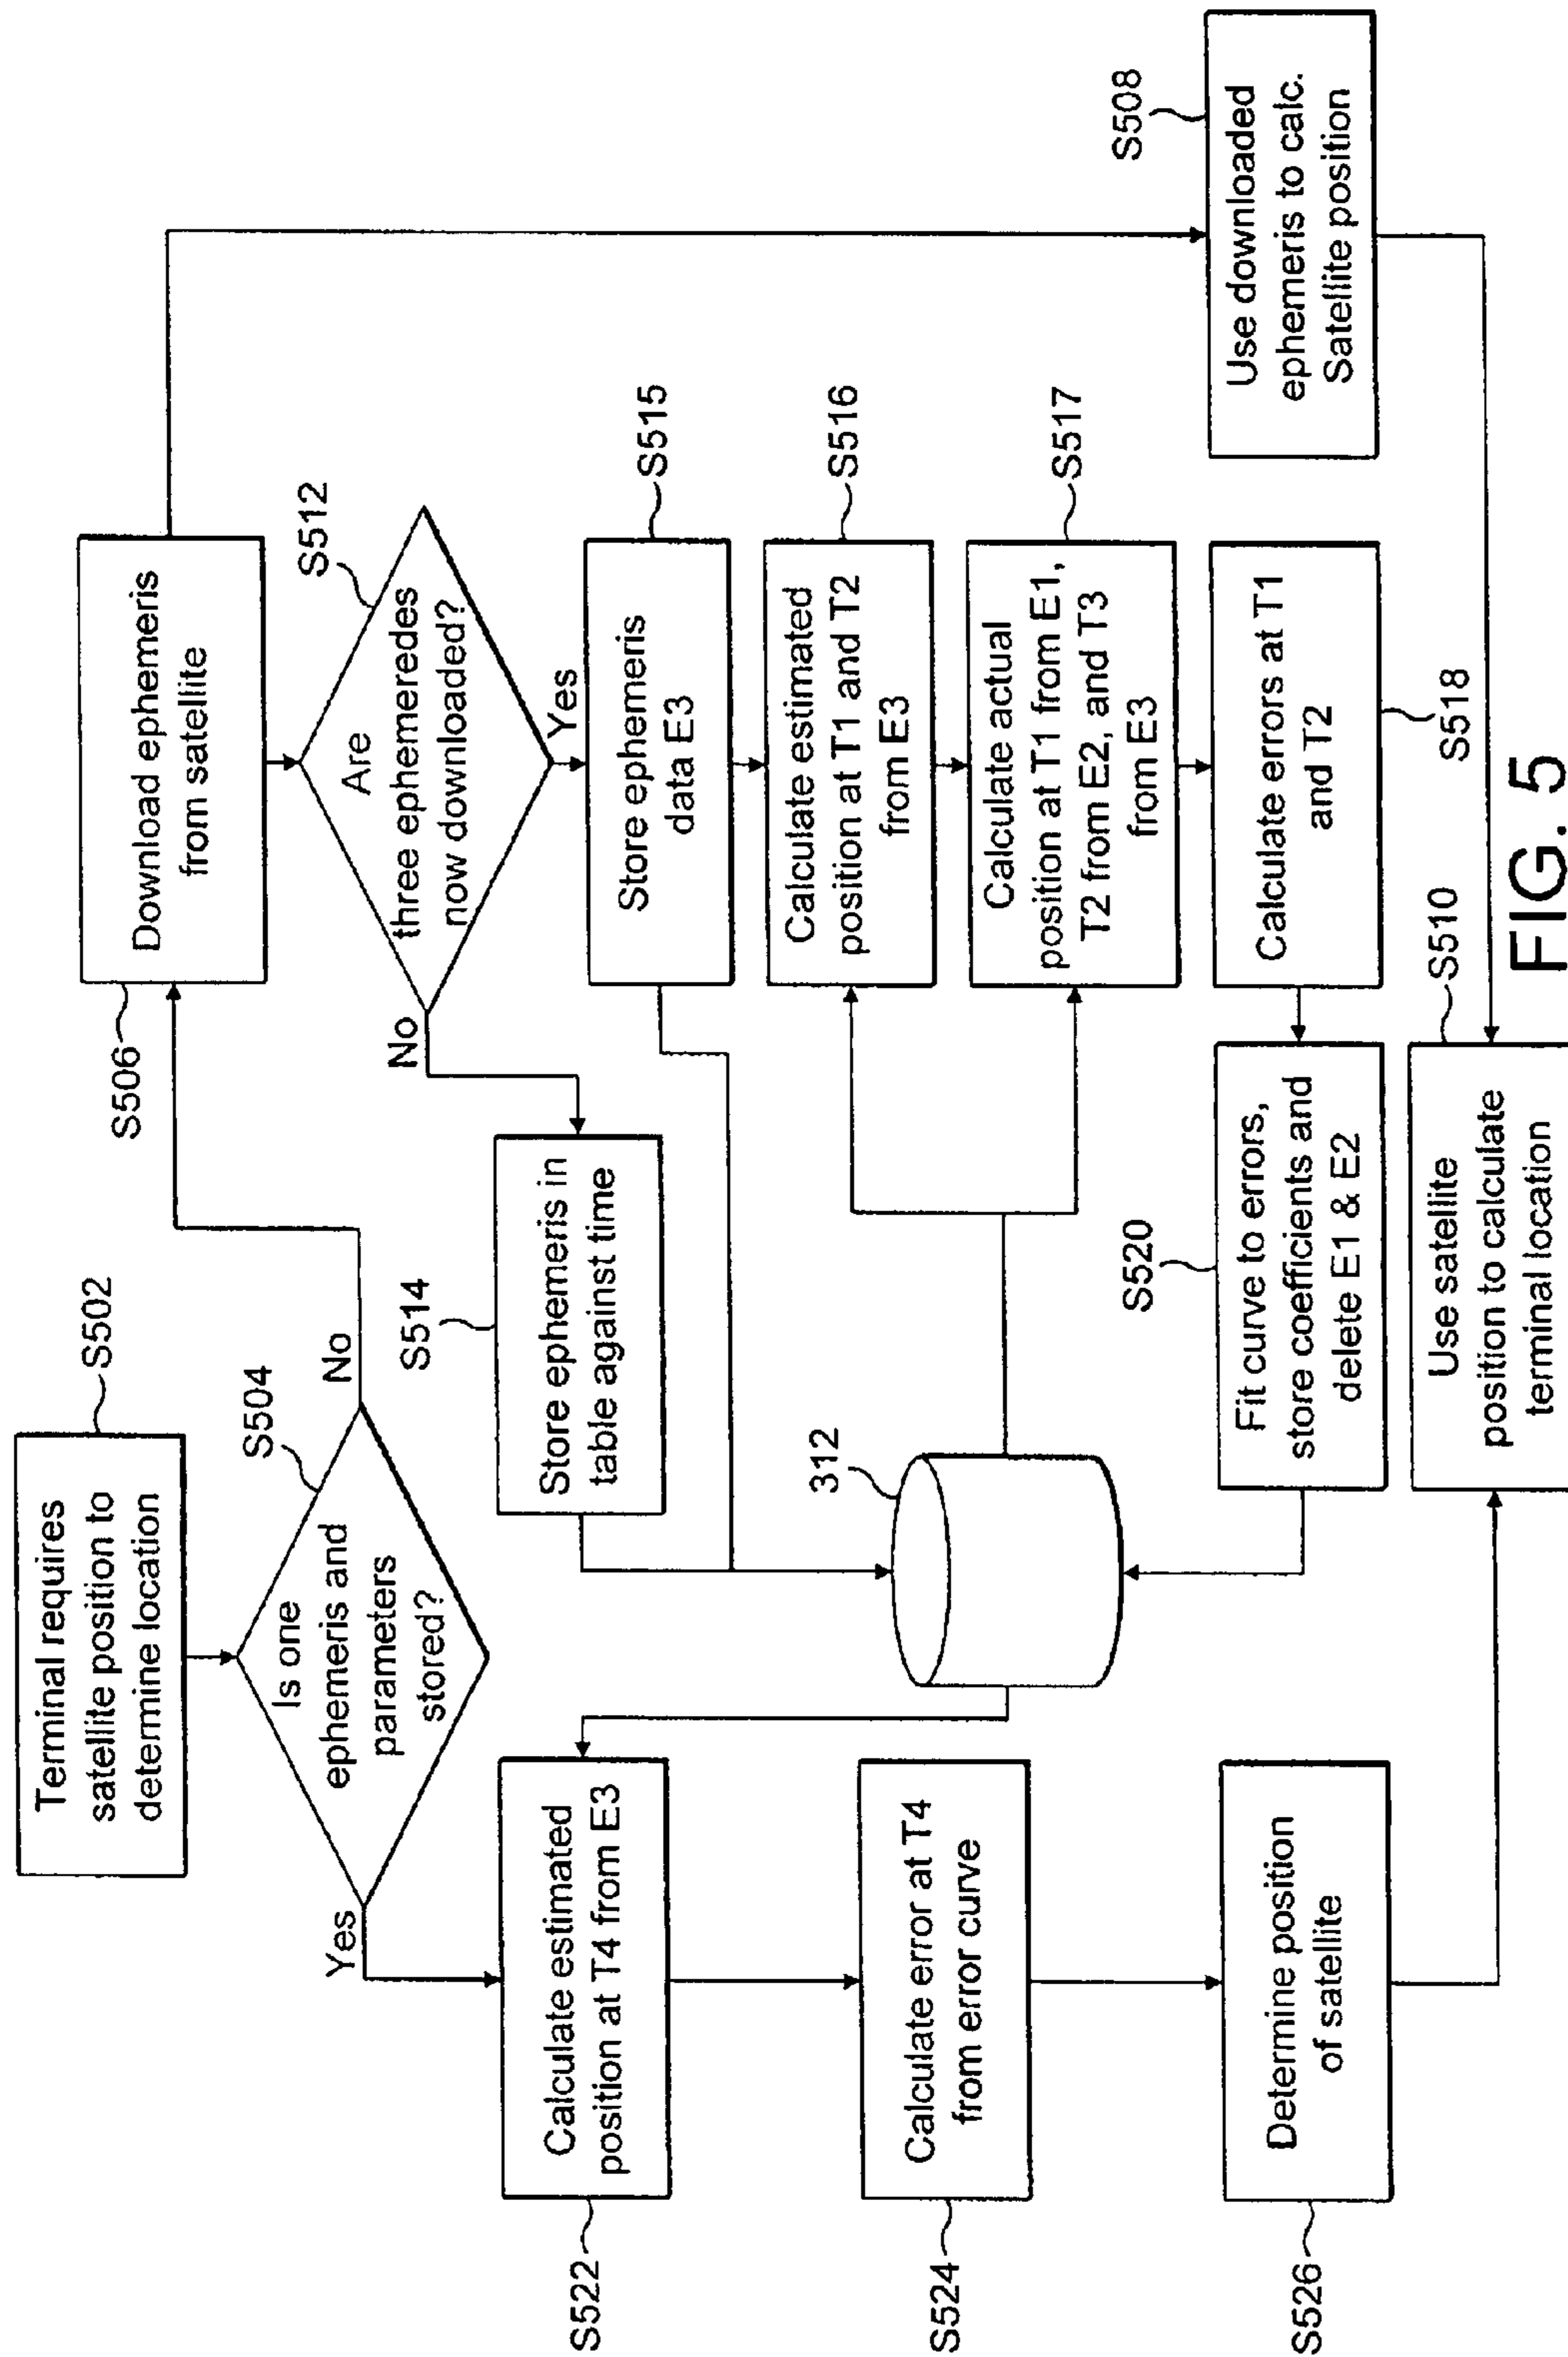 Terminal requires
satellite position to
determine location
S502
Is one
ephemeris and
parameters
stored?
S504
Yes
No
Download ephemeris
from satellite
S506
Are
three ephemeredes
now downloaded?
S512
No
Yes
Store ephemeris in
table against time
S514
Store ephemeris
data E3
S515
Calculate estimated
position at T1 and T2
from E3
S516
Calculate actual
position at T1 from E1,
T2 from E2, and T3
from E3
S517
Calculate errors at T1
and T2
S518
Fit curve to errors,
store coefficients and
delete E1 & E2
S520
312
Calculate estimated
position at T4 from E3
S522
Calculate error at T4
from error curve
S524
Determine position
of satellite
S526
Use downloaded
ephemeris to calc.
Satellite position
S508
Use satellite
position to calculate
terminal location
S510
FIG. 5